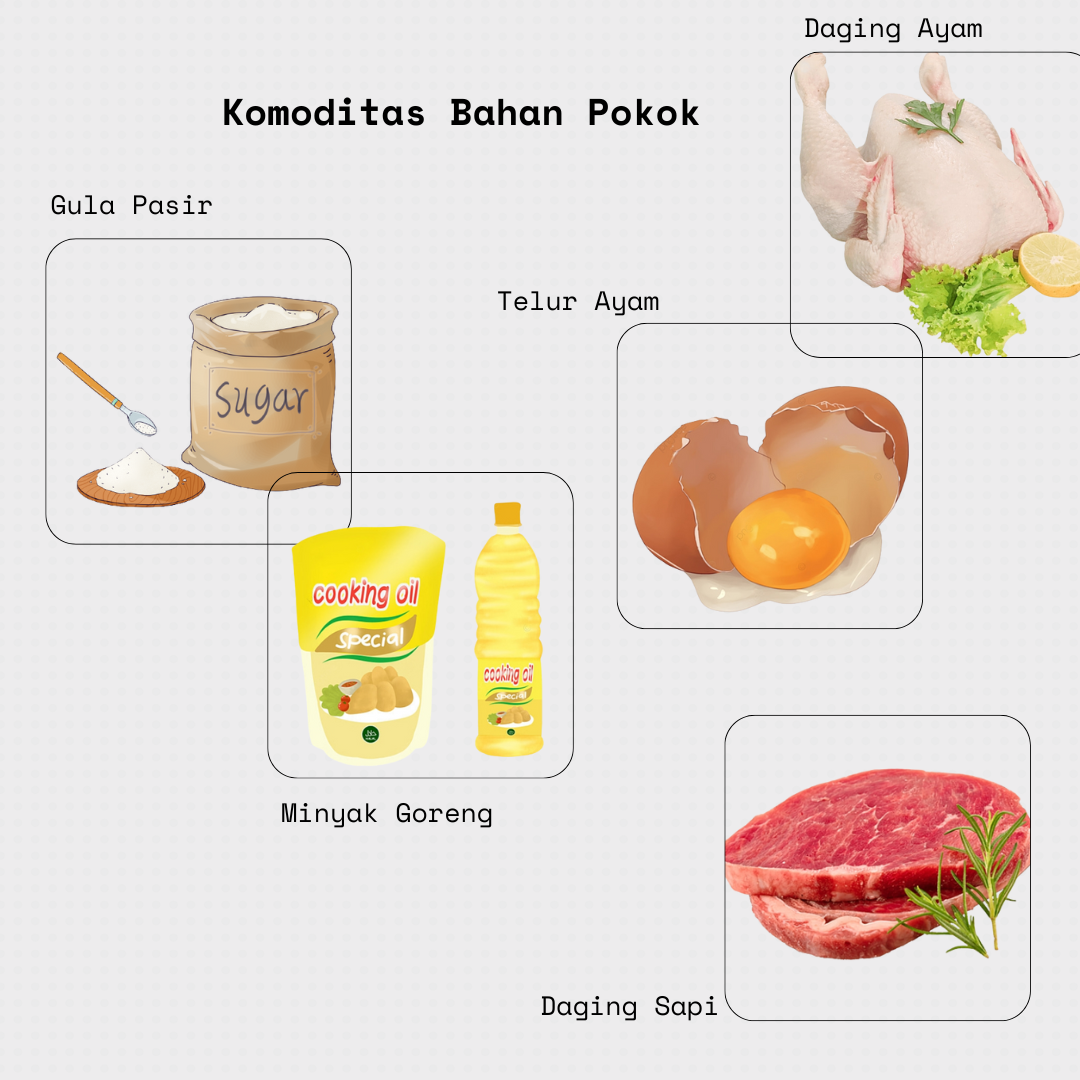 Daging Ayam
Komoditas Bahan Pokok
Gula Pasir
Telur Ayam
Sugar
cooking oil
Special
cooking oil
special
Minyak Goreng
Daging Sapi